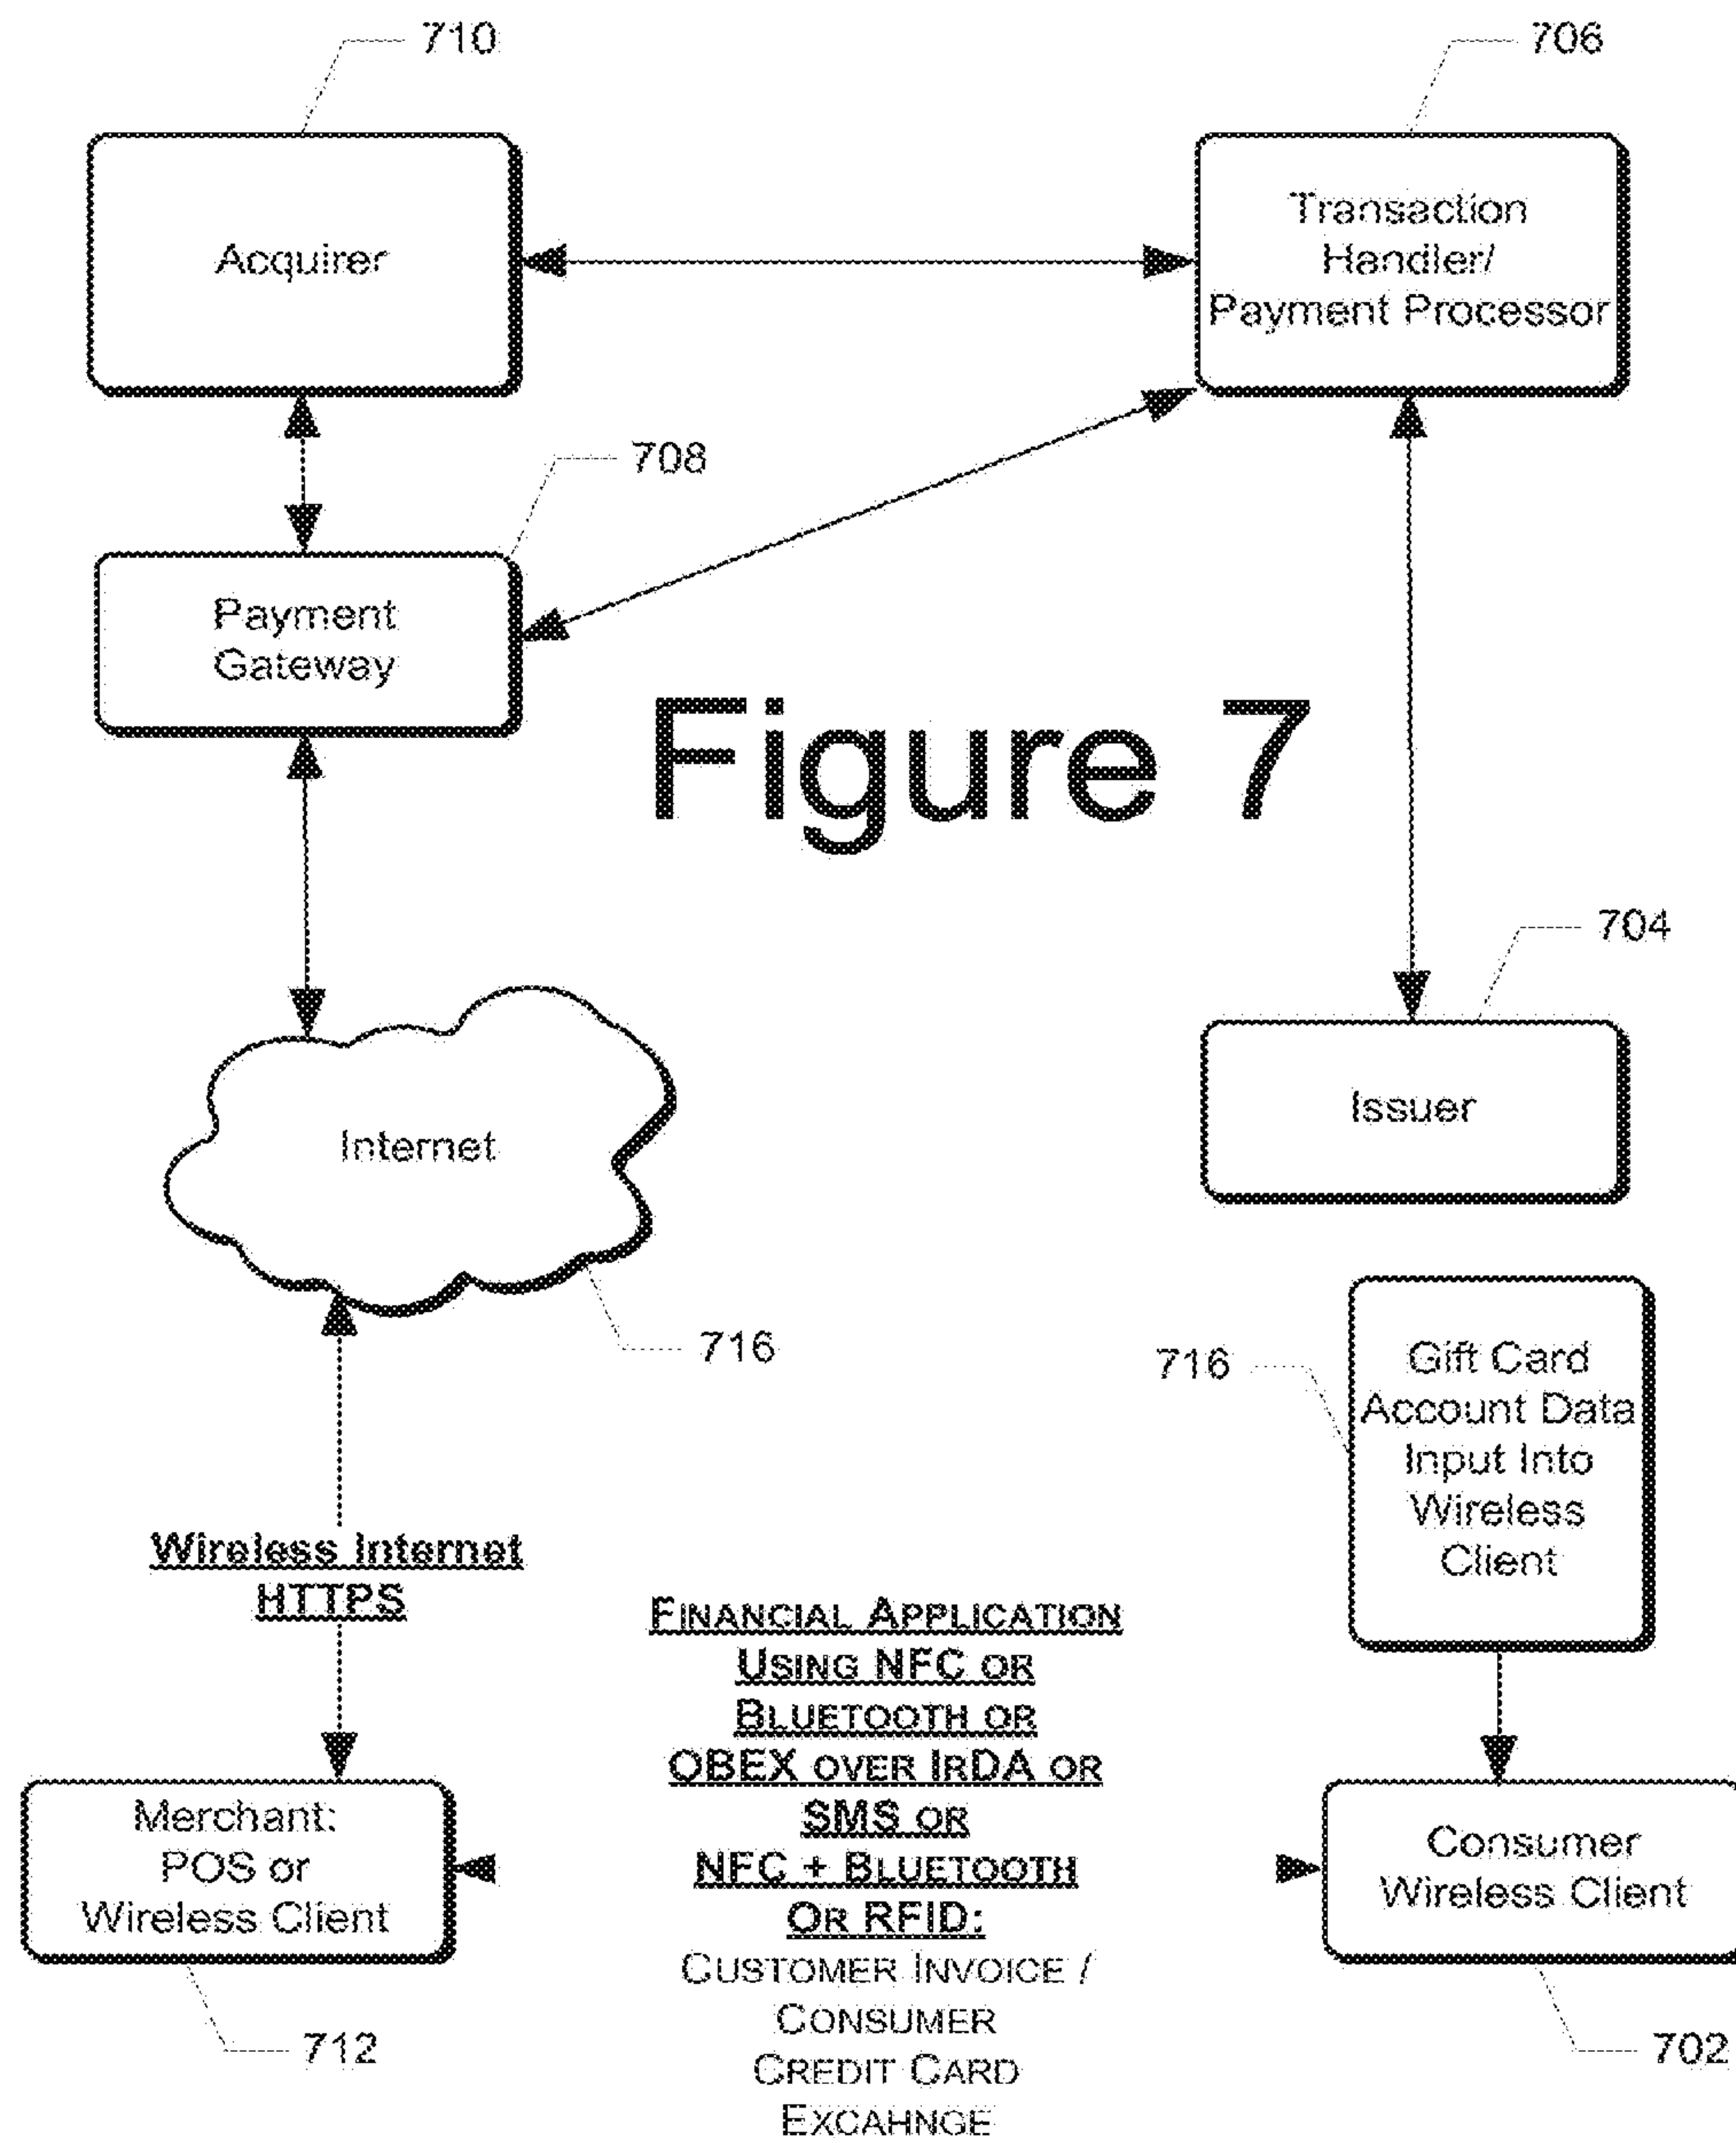 710
706
Acquirer
Transaction
Handler/
Payment Processor
708
Payment
Gateway
Figure 7
704
Issuer
Internet
716
716
Gift Card
Account Data
Input Into
Wireless
Client
Wireless Internet
HTTPS
FINANCIAL APPLICATION
USING NFC OR
BLUETOOTH OR
OBEX OVER IRDA OR
SMS OR
NFC + BLUETOOTH
OR RFID:
CUSTOMER INVOICE /
CONSUMER
CREDIT CARD
EXCAHNGE
Merchant:
POS or
Wireless Client
Consumer
Wireless Client
712
702